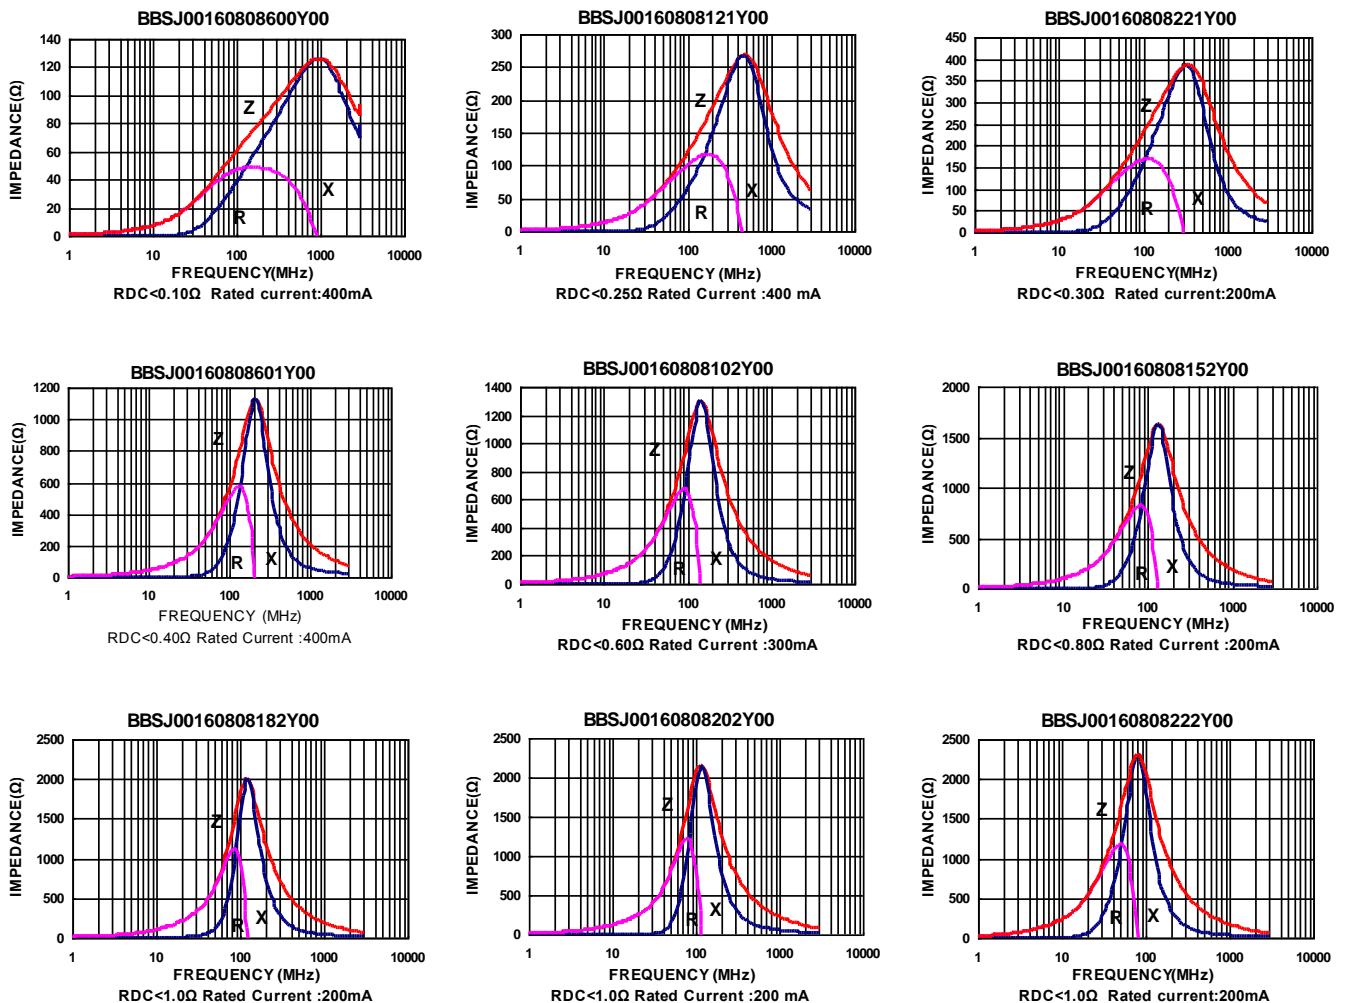 BBSJ00160808600Y00
IMPEDANCE(Ω)
140
120
100
80
60
40
20
0
Z
R
X
1 10 100 1000 10000
FREQUENCY(MHz)
RDC<0.10Ω Rated current:400mA
BBSJ00160808121Y00
IMPEDANCE(Ω)
300
250
200
150
100
50
0
Z
R
X
1 10 100 1000 10000
FREQUENCY(MHz)
RDC<0.25Ω Rated Current :400 mA
BBSJ00160808221Y00
IMPEDANCE(Ω)
450
400
350
300
250
200
150
100
50
0
Z
R
X
1 10 100 1000 10000
FREQUENCY(MHz)
RDC<0.30Ω Rated current:200mA
BBSJ00160808601Y00
IMPEDANCE(Ω)
1200
1000
800
600
400
200
0
Z
R
X
1 10 100 1000 10000
FREQUENCY (MHz)
RDC<0.40Ω Rated Current :400mA
BBSJ00160808102Y00
IMPEDANCE(Ω)
1400
1200
1000
800
600
400
200
0
Z
R
X
1 10 100 1000 10000
FREQUENCY (MHz)
RDC<0.60Ω Rated Current :300mA
BBSJ00160808152Y00
IMPEDANCE(Ω)
2000
1500
1000
500
0
Z
R
X
1 10 100 1000 10000
FREQUENCY (MHz)
RDC<0.80Ω Rated Current :200mA
BBSJ00160808182Y00
IMPEDANCE(Ω)
2500
2000
1500
1000
500
0
Z
R
X
1 10 100 1000 10000
FREQUENCY (MHz)
RDC<1.0Ω Rated Current :200mA
BBSJ00160808202Y00
IMPEDANCE(Ω)
2500
2000
1500
1000
500
0
Z
R
X
1 10 100 1000 10000
FREQUENCY (MHz)
RDC<1.0Ω Rated Current :200 mA
BBSJ00160808222Y00
IMPEDANCE(Ω)
2500
2000
1500
1000
500
0
Z
R
X
1 10 100 1000 10000
FREQUENCY(MHz)
RDC<1.0Ω Rated current:200mA